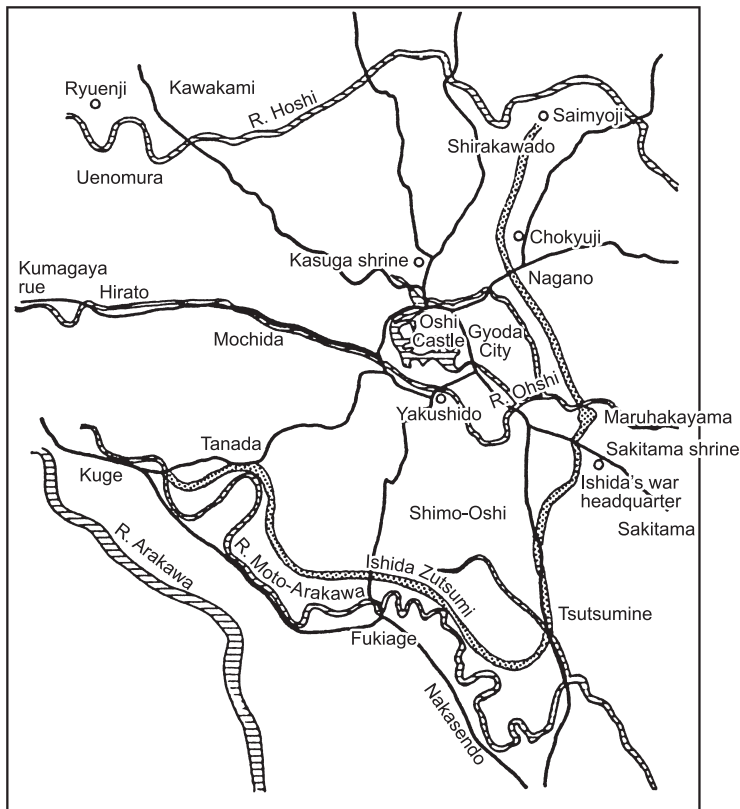 Ryuenji
Kawakami
R. Hoshi
Saimyoji
Shirakawado
Uenomura
Chokyuji
Kasuga shrine
Kumagaya
rue
Hirato
Nagano
Oshi
Castle
Gyoda
City
Mochida
R. Ohshi
Yakushido
Maruhakayama
Tanada
Sakitama shrine
Kuge
Ishida's war
headquarter
Shimo-Oshi
Sakitama
R. Arakawa
R. Moto-Arakawa
Ishida Zutsumi
Tsutsumine
Fukiage
Nakasendo